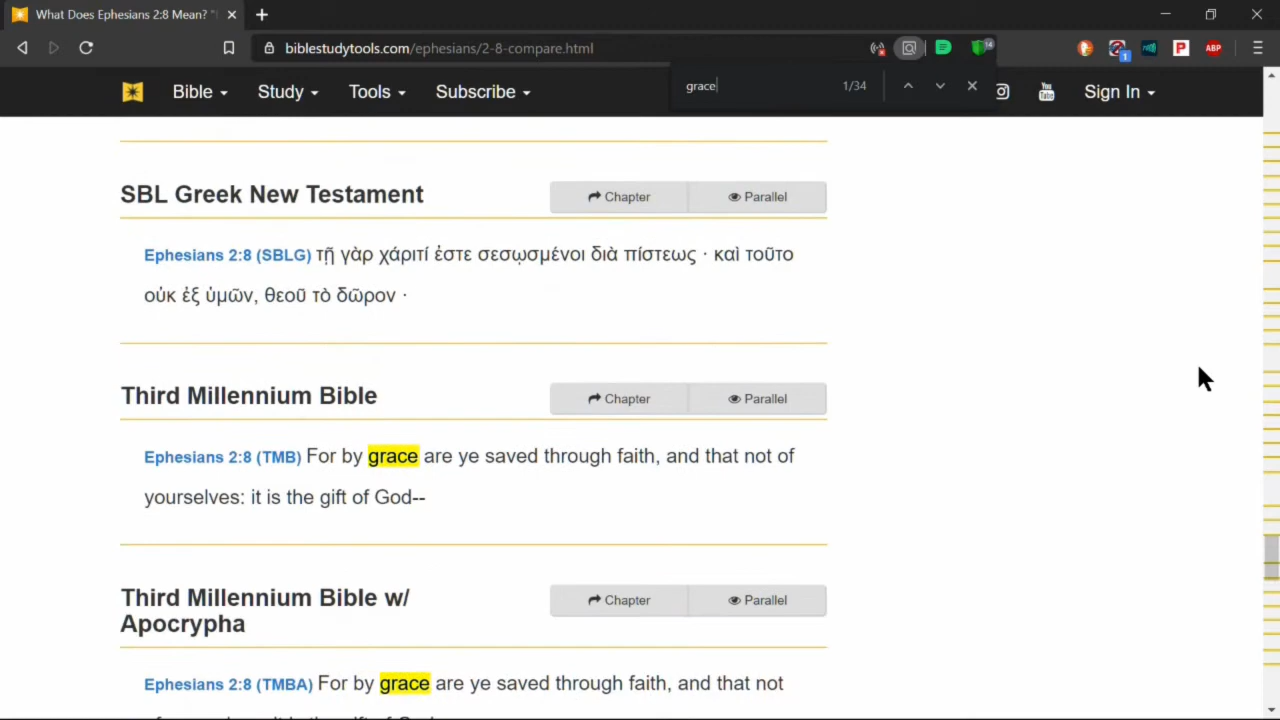 What Does Ephesians 2:8 Mean? "
biblestudytools.com/ephesians/2-8-compare.html
14
1
P
ABP
Bible Study Tools Subscribe
grace 1/34
You Tube
Sign In
SBL Greek New Testament
Chapter Parallel
Ephesians 2:8 (SBLG) τῇ γὰρ χάριτί ἐστε σεσῳσμένοι διὰ πίστεως · καὶ τοῦτο
οὐκ ἐξ ὑμῶν, θεοῦ τὸ δῶρον ·
Third Millennium Bible
Chapter Parallel
Ephesians 2:8 (TMB) For by grace are ye saved through faith, and that not of
yourselves: it is the gift of God--
Third Millennium Bible w/
Apocrypha
Chapter Parallel
Ephesians 2:8 (TMBA) For by grace are ye saved through faith, and that not